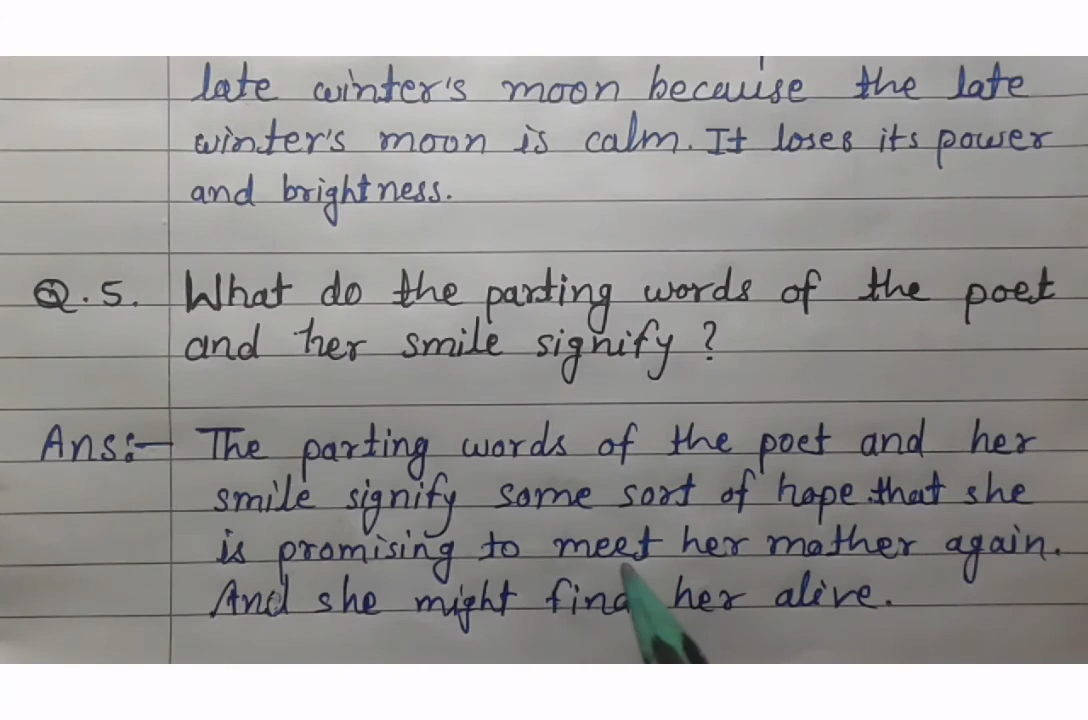 late winter's moon because the late
winter's moon is calm. It loses its power
and brightness.
Q.5. What do the parting words of the poet
and her smile signify?
Ans:- The parting words of the poet and her
smile signify some sort of hope that she
is promising to meet her mother again.
And she might find her alive.